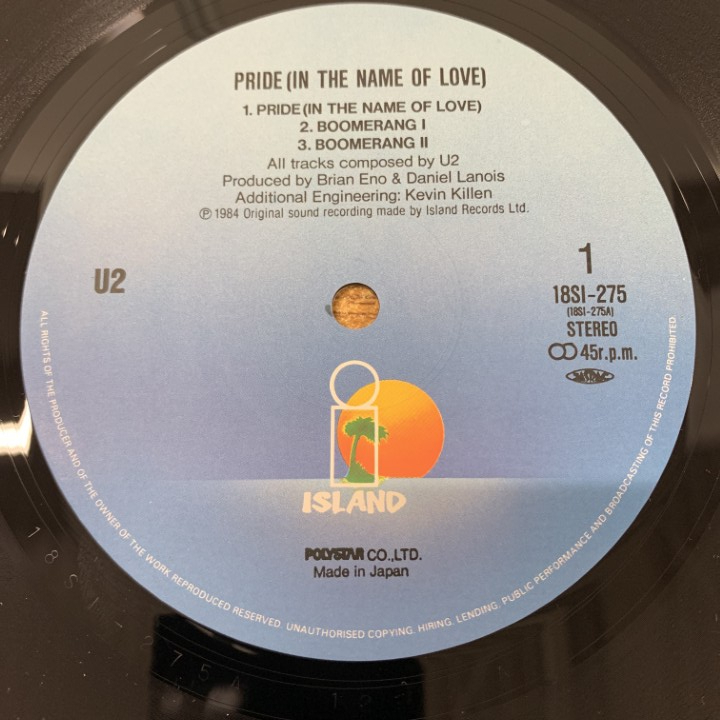 PRIDE (IN THE NAME OF LOVE)
1. PRIDE (IN THE NAME OF LOVE)
2. BOOMERANG I
3. BOOMERANG II
All tracks composed by U2
Produced by Brian Eno & Daniel Lanois
Additional Engineering: Kevin Killen
℗ 1984 Original sound recording made by Island Records Ltd.
U2
1
18SI-275
(18SI-275A)
STEREO
45r.p.m.
i
ISLAND
POLYSTAR CO.,LTD.
Made in Japan
ALL RIGHTS OF THE PRODUCER AND OF THE OWNER OF THE WORK REPRODUCED RESERVED. UNAUTHORISED COPYING. HIRING. LENDING. PUBLIC PERFORMANCE AND BROADCASTING OF THIS RECORD PROHIBITED
18SI-275A